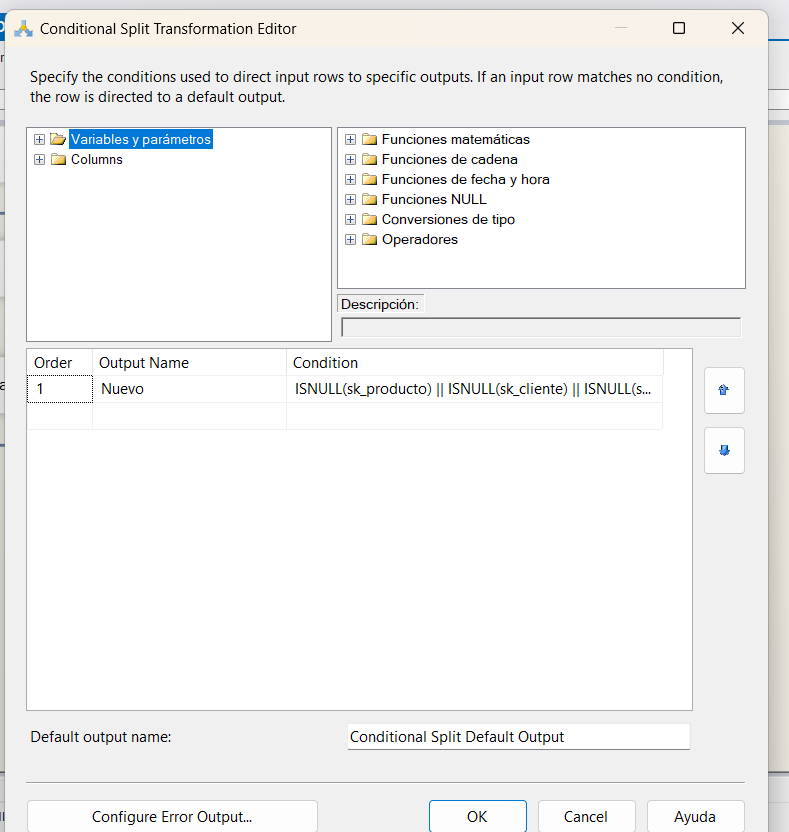 Conditional Split Transformation Editor
Specify the conditions used to direct input rows to specific outputs. If an input row matches no condition,
the row is directed to a default output.
Variables y parámetros
Columns
Funciones matemáticas
Funciones de cadena
Funciones de fecha y hora
Funciones NULL
Conversiones de tipo
Operadores
Descripción:
Order Output Name Condition
1 Nuevo ISNULL(sk_producto) || ISNULL(sk_cliente) || ISNULL(s...
Default output name: Conditional Split Default Output
Configure Error Output... OK Cancel Ayuda